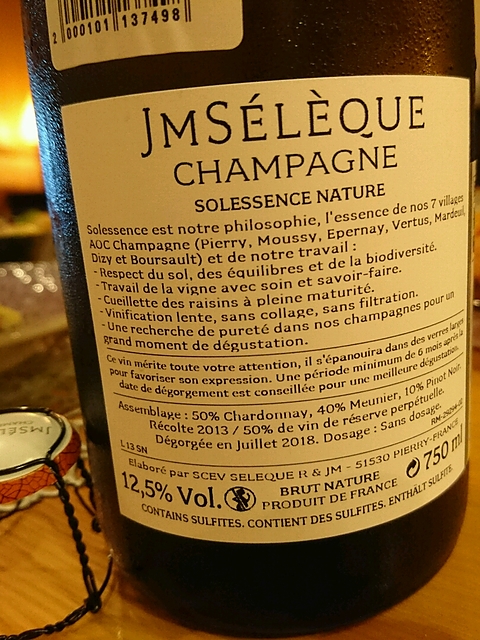 2 000101 137498
JMSÉLÈQUE
CHAMPAGNE
SOLESSENCE NATURE
Solessence est notre philosophie, l'essence de nos 7 villages
AOC Champagne (Pierry, Moussy, Epernay, Vertus, Mardeuil,
Dizy et Boursault) et de notre travail :
- Respect du sol, des équilibres et de la biodiversité.
- Travail de la vigne avec soin et savoir-faire.
- Cueillette des raisins à pleine maturité.
- Vinification lente, sans collage, sans filtration.
- Une recherche de pureté dans nos champagnes pour un
grand moment de dégustation.
Ce vin mérite toute votre attention, il s'épanouira dans des verres larges
pour favoriser son expression. Une période minimum de 6 mois après la
date de dégorgement est conseillée pour une meilleure dégustation.
Assemblage : 50% Chardonnay, 40% Meunier, 10% Pinot Noir.
Récolte 2013 / 50% de vin de réserve perpétuelle.
Dégorgée en Juillet 2018. Dosage : Sans dosage.
L 13 SN
Elaboré par SCEV SELEQUE R & JM - 51530 PIERRY-FRANCE
12,5% Vol. BRUT NATURE 750 ml
PRODUIT DE FRANCE
CONTAINS SULFITES. CONTIENT DES SULFITES. ENTHÄLT SULFITE.
JMSÉLÈ